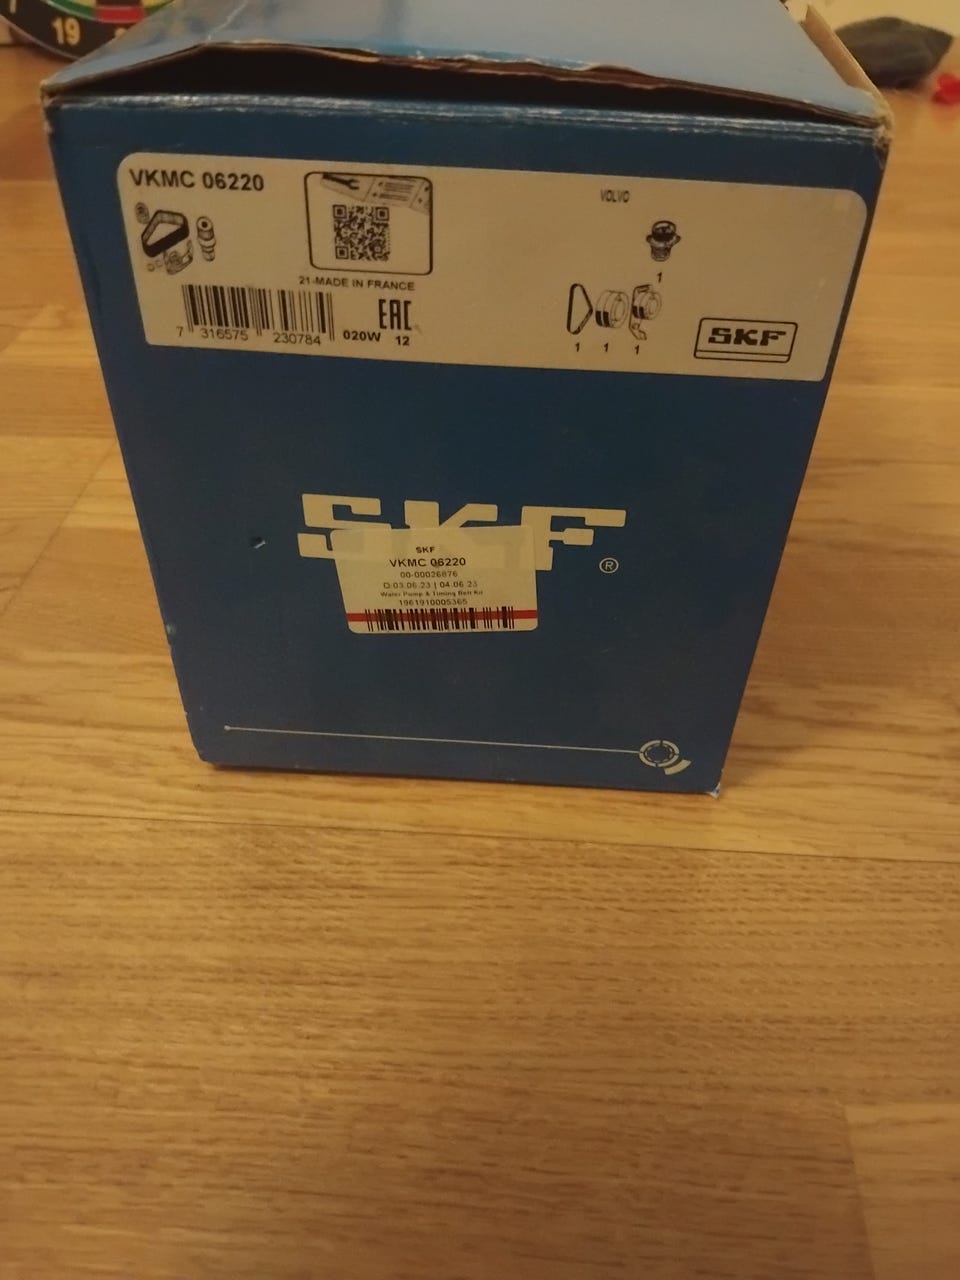 19
VKMC 06220
VOLVO
21-MADE IN FRANCE
1
7 316575 230784
020W
EAC
12
1 1 1
SKF
SKF
®
SKF
VKMC 06220
00-00026876
D:03.06.23 | 04.06.23
Water Pump & Timing Belt Kit
1961910005365